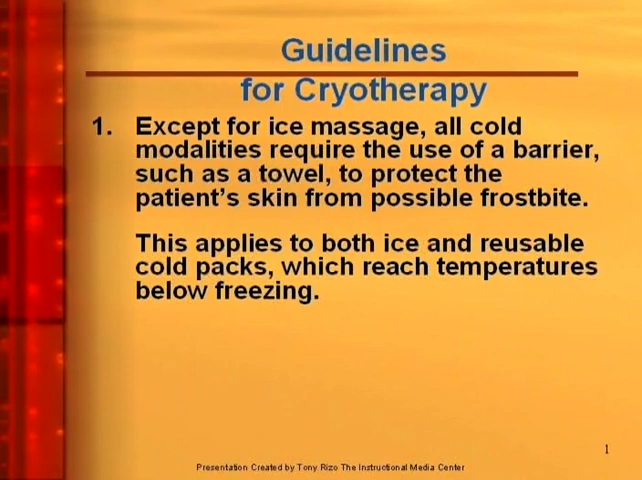 Guidelines
for Cryotherapy
1. Except for ice massage, all cold
modalities require the use of a barrier,
such as a towel, to protect the
patient's skin from possible frostbite.
This applies to both ice and reusable
cold packs, which reach temperatures
below freezing.
1
Presentation Created by Tony Rizo The Instructional Media Center